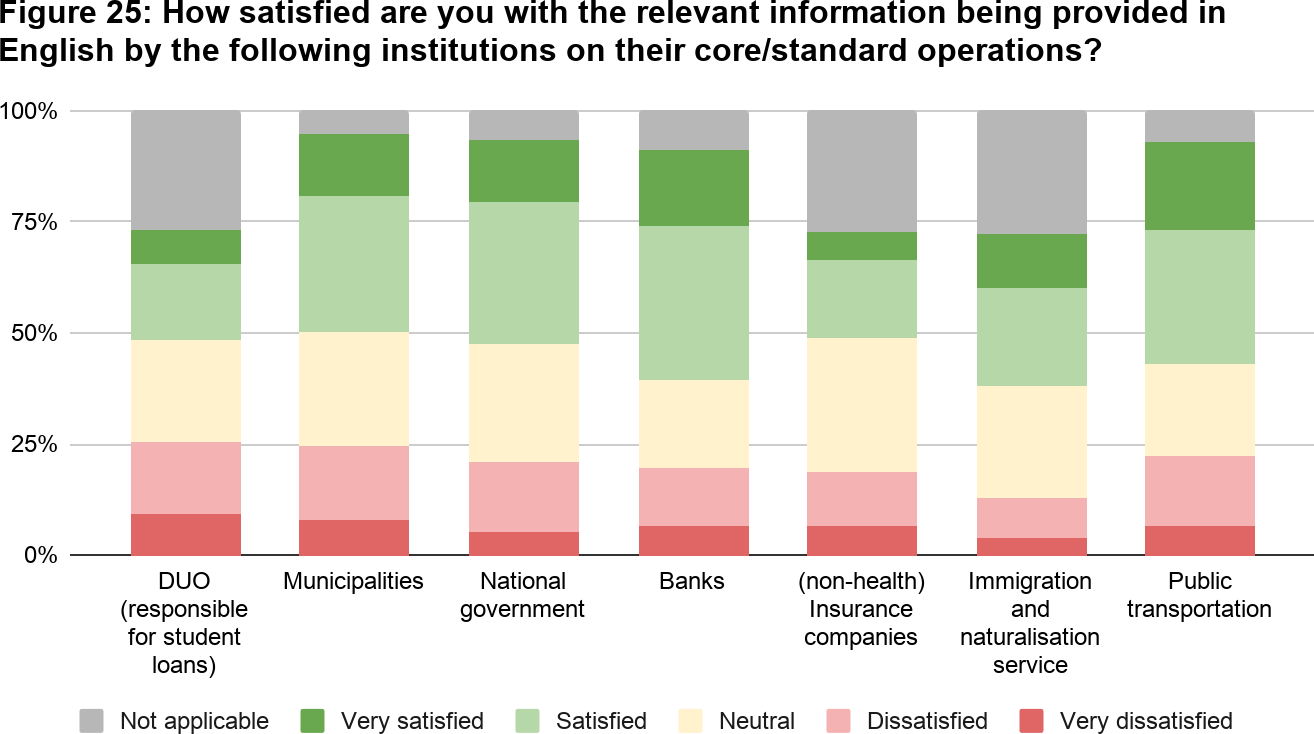 Figure 25: How satisfied are you with the relevant information being provided in
English by the following institutions on their core/standard operations?
100%
75%
50%
25%
0%
DUO
(responsible
for student
loans)
Municipalities
National
government
Banks
(non-health)
Insurance
companies
Immigration
and
naturalisation
service
Public
transportation
Not applicable
Very satisfied
Satisfied
Neutral
Dissatisfied
Very dissatisfied